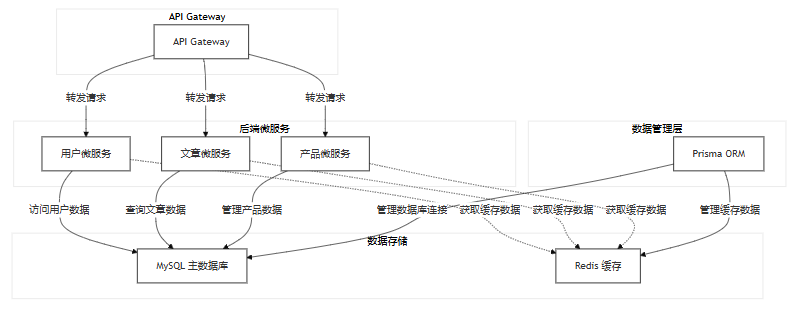 API Gateway
API Gateway
转发请求
转发请求
转发请求
后端微服务
数据管理层
用户微服务
文章微服务
产品微服务
Prisma ORM
访问用户数据
查询文章数据
管理产品数据
管理数据库连接
获取缓存数据
获取缓存数据
获取缓存数据
管理缓存数据
数据存储
MySQL 主数据库
Redis 缓存